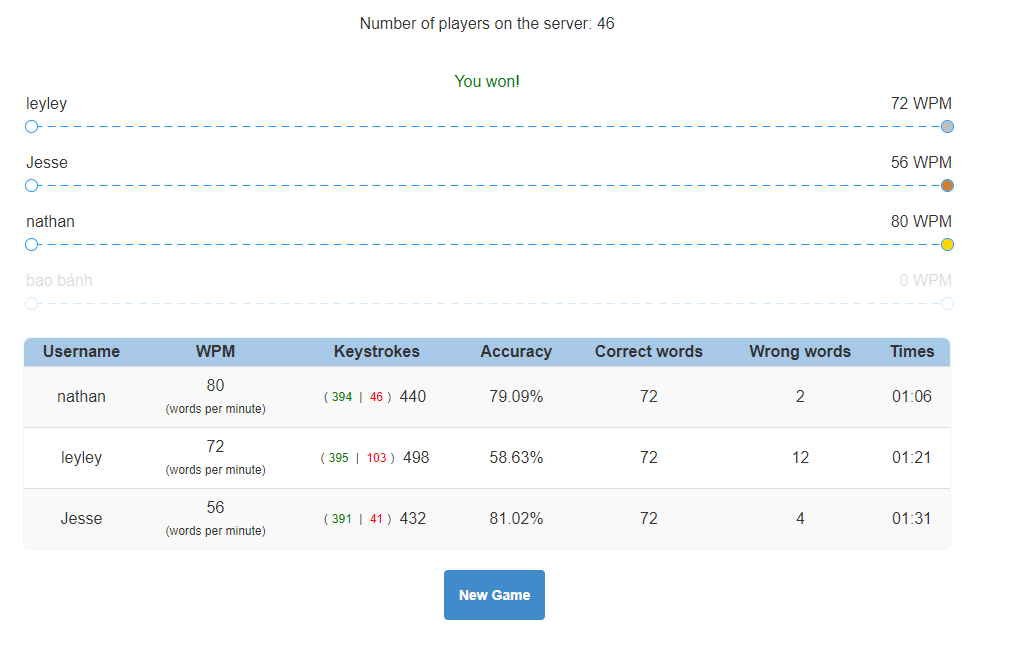 Number of players on the server: 46
You won!
leyley 72 WPM
Jesse 56 WPM
nathan 80 WPM
bao bánh 0 WPM
Username WPM Keystrokes Accuracy Correct words Wrong words Times
nathan 80 (words per minute) ( 394 | 46 ) 440 79.09% 72 2 01:06
leyley 72 (words per minute) ( 395 | 103 ) 498 58.63% 72 12 01:21
Jesse 56 (words per minute) ( 391 | 41 ) 432 81.02% 72 4 01:31
New Game